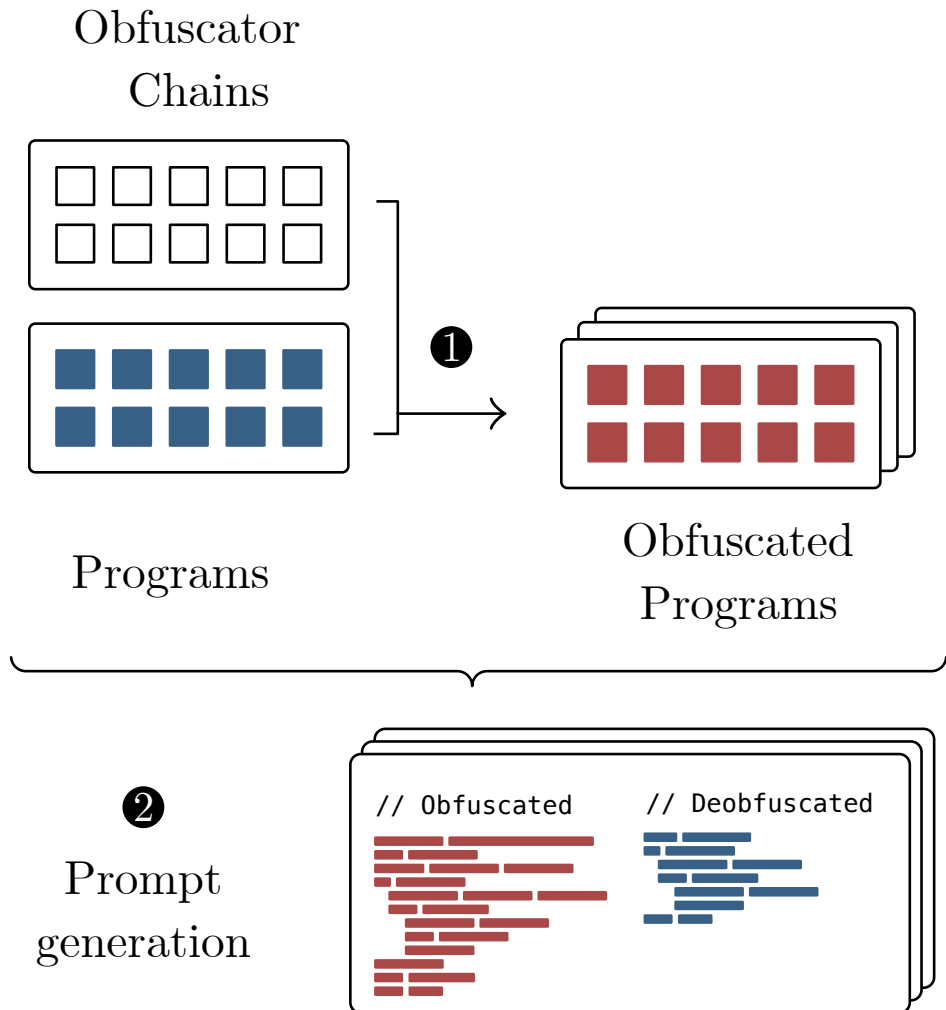 Obfuscator
Chains
❶
Programs
Obfuscated
Programs
❷
Prompt
generation
// Obfuscated
// Deobfuscated